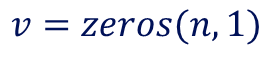 v = zeros(n, 1)